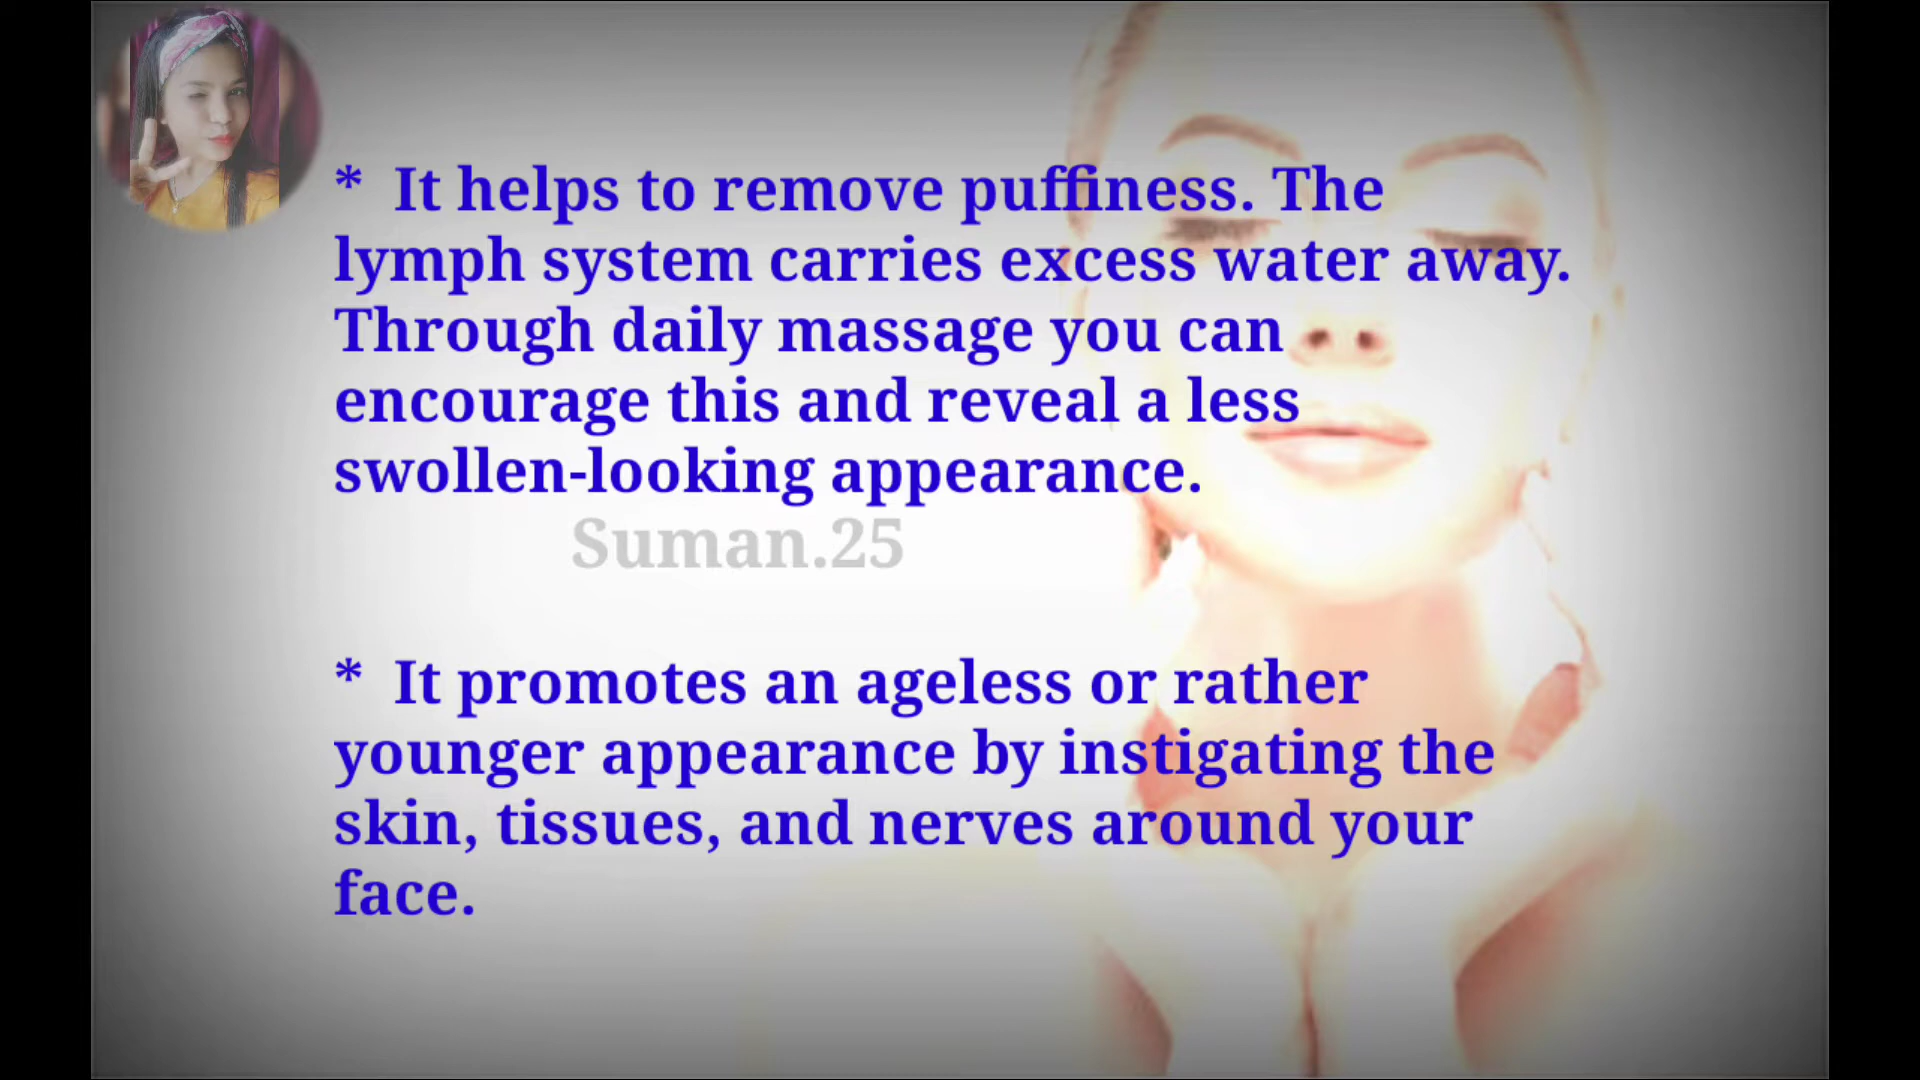 * It helps to remove puffiness. The
lymph system carries excess water away.
Through daily massage you can
encourage this and reveal a less
swollen-looking appearance.
Suman.25
* It promotes an ageless or rather
younger appearance by instigating the
skin, tissues, and nerves around your
face.